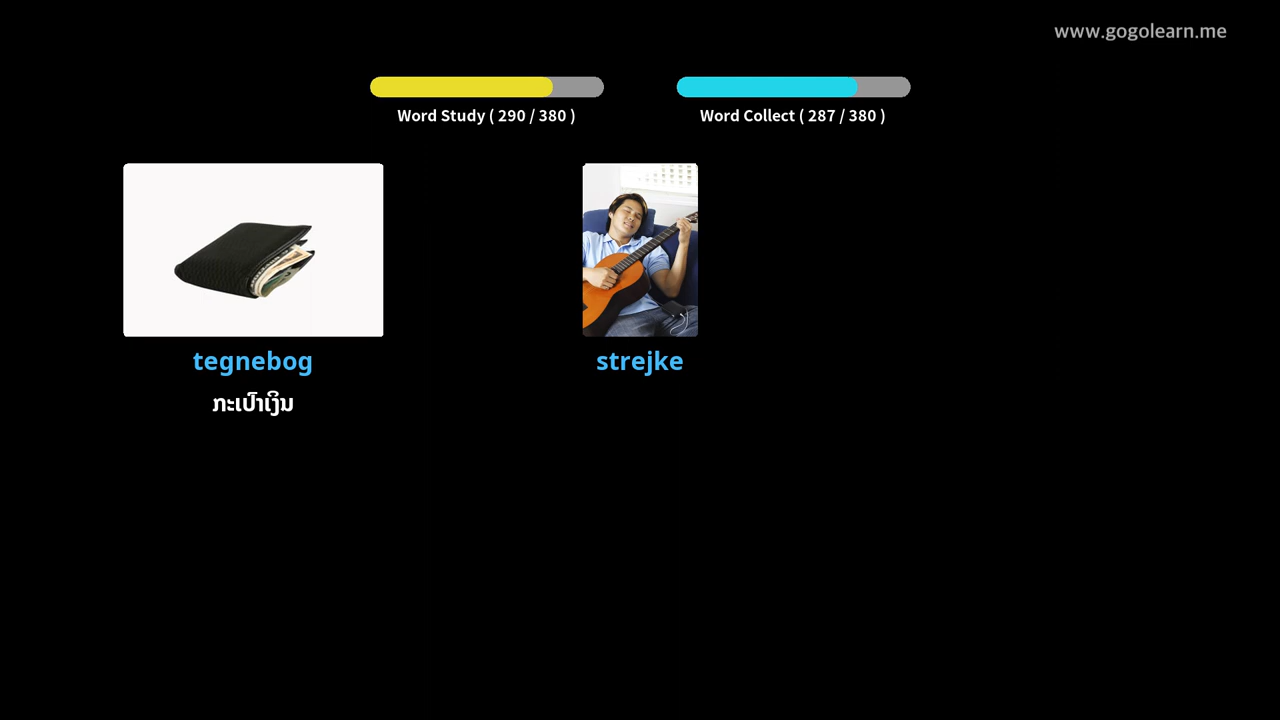 www.gogolearn.me
Word Study ( 290 / 380 )
Word Collect ( 287 / 380 )
tegnebog
strejke
ກະເປົາເງິນ